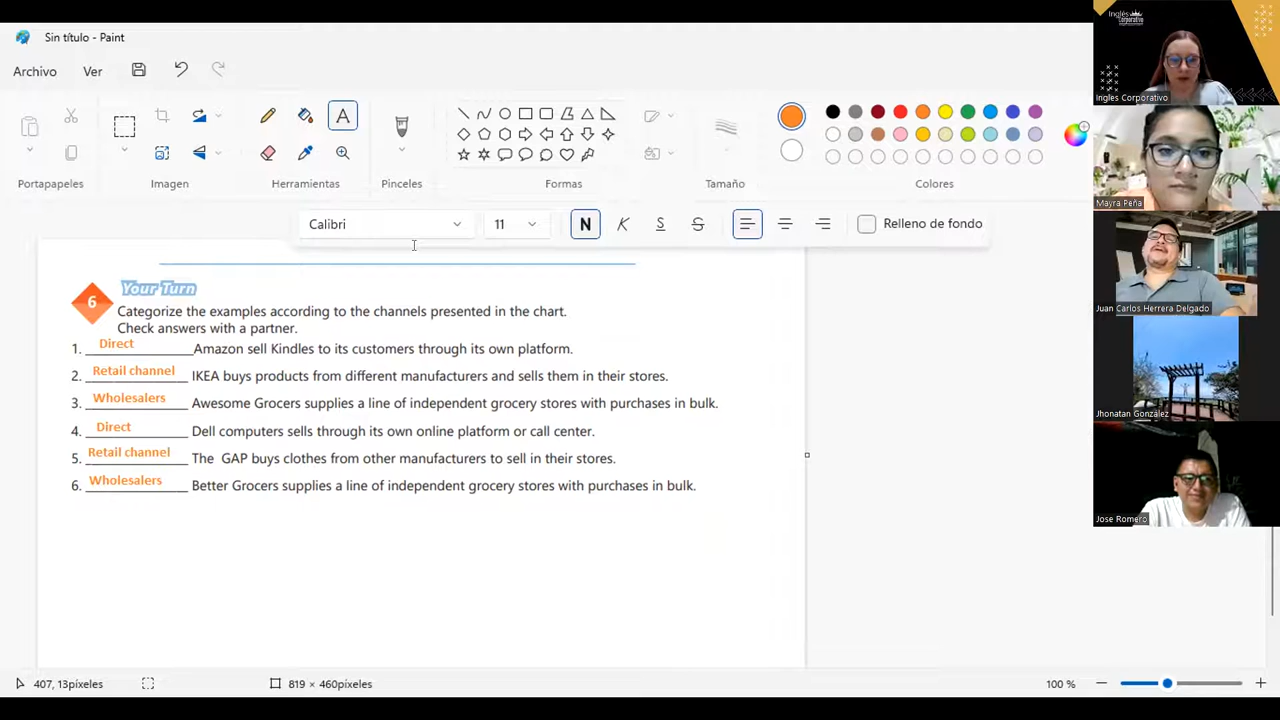 Sin título - Paint
Archivo Ver
Portapapeles Imagen Herramientas Pinceles Formas Tamaño Colores
Calibri 11 N K S S Relleno de fondo
6 Your Turn
Categorize the examples according to the channels presented in the chart.
Check answers with a partner.
1. Direct Amazon sell Kindles to its customers through its own platform.
2. Retail channel IKEA buys products from different manufacturers and sells them in their stores.
3. Wholesalers Awesome Grocers supplies a line of independent grocery stores with purchases in bulk.
4. Direct Dell computers sells through its own online platform or call center.
5. Retail channel The GAP buys clothes from other manufacturers to sell in their stores.
6. Wholesalers Better Grocers supplies a line of independent grocery stores with purchases in bulk.
407, 13píxeles 819 × 460píxeles 100 %
Inglés
Corporativo
Ingles Corporativo
Mayra Peña
Juan Carlos Herrera Delgado
Jhonatan González
Jose Romero